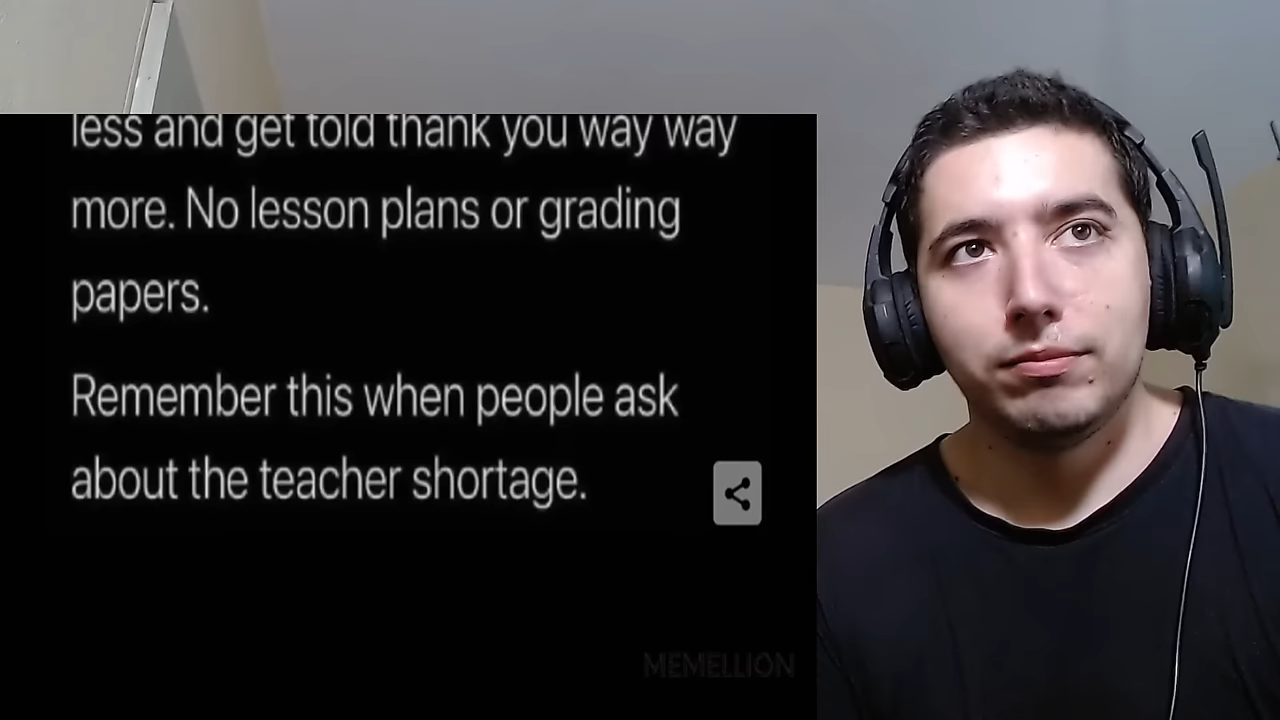 less and get told thank you way way
more. No lesson plans or grading
papers.
Remember this when people ask
about the teacher shortage.
MEMELLION